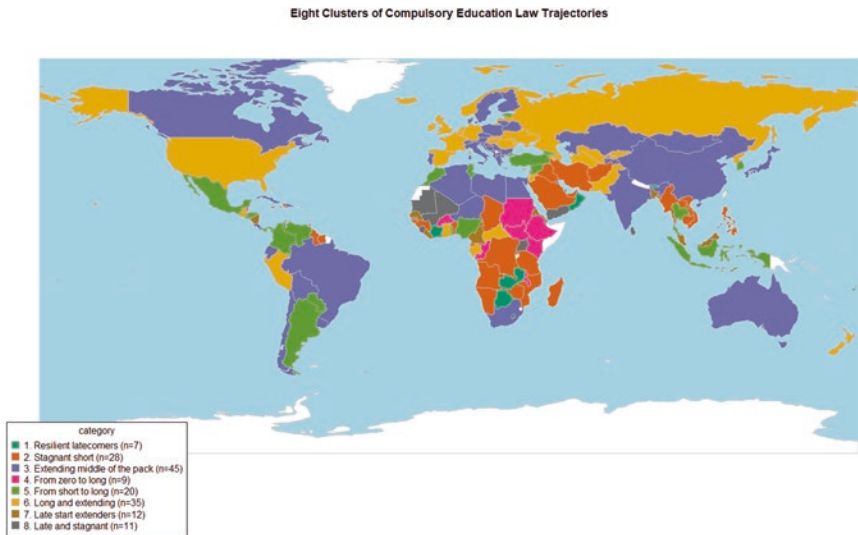 Eight Clusters of Compulsory Education Law Trajectories
category
1. Resilient latecomers (n=7)
2. Stagnant short (n=28)
3. Extending middle of the pack (n=45)
4. From zero to long (n=9)
5. From short to long (n=20)
6. Long and extending (n=35)
7. Late start extenders (n=12)
8. Late and stagnant (n=11)